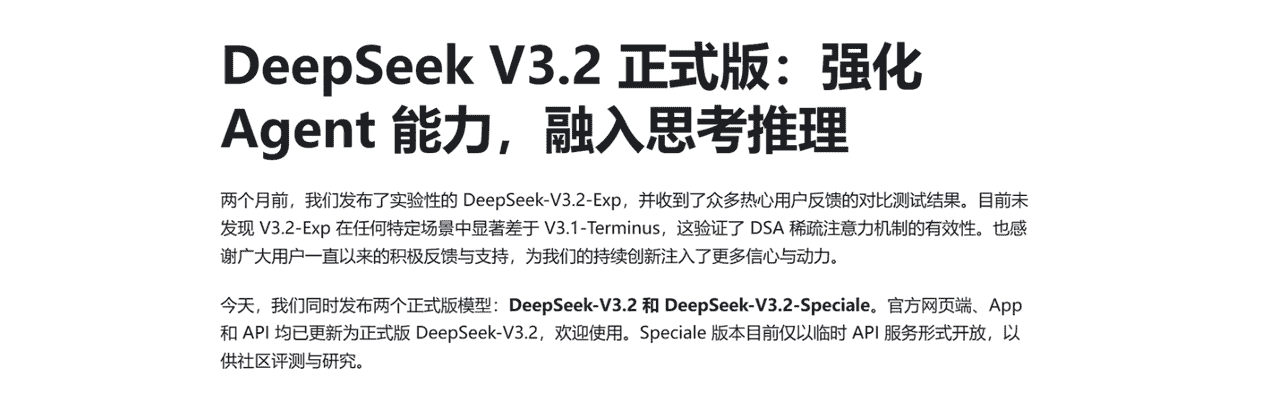 DeepSeek V3.2 正式版：强化
Agent 能力，融入思考推理
两个月前，我们发布了实验性的 DeepSeek-V3.2-Exp，并收到了众多热心用户反馈的对比测试结果。目前未
发现 V3.2-Exp 在任何特定场景中显著差于 V3.1-Terminus，这验证了 DSA 稀疏注意力机制的有效性。也感
谢广大用户一直以来的积极反馈与支持，为我们的持续创新注入了更多信心与动力。
今天，我们同时发布两个正式版模型：DeepSeek-V3.2 和 DeepSeek-V3.2-Speciale。官方网页端、App
和 API 均已更新为正式版 DeepSeek-V3.2，欢迎使用。Speciale 版本目前仅以临时 API 服务形式开放，以
供社区评测与研究。